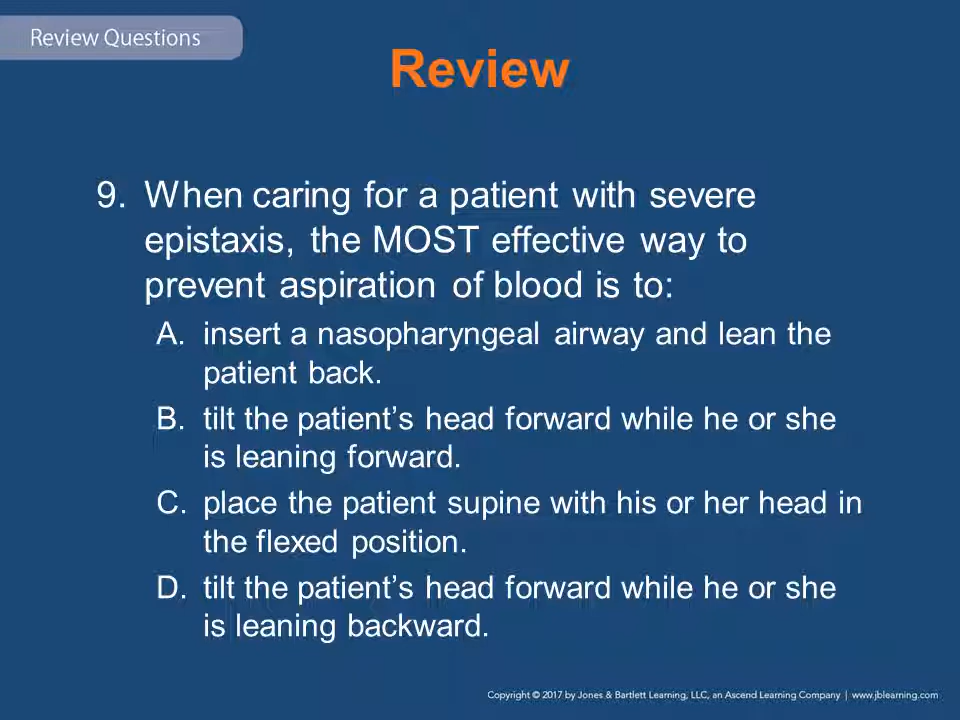 Review Questions
Review
9. When caring for a patient with severe
epistaxis, the MOST effective way to
prevent aspiration of blood is to:
A. insert a nasopharyngeal airway and lean the
patient back.
B. tilt the patient’s head forward while he or she
is leaning forward.
C. place the patient supine with his or her head in
the flexed position.
D. tilt the patient’s head forward while he or she
is leaning backward.
Copyright © 2017 by Jones & Bartlett Learning, LLC, an Ascend Learning Company | www.jblearning.com